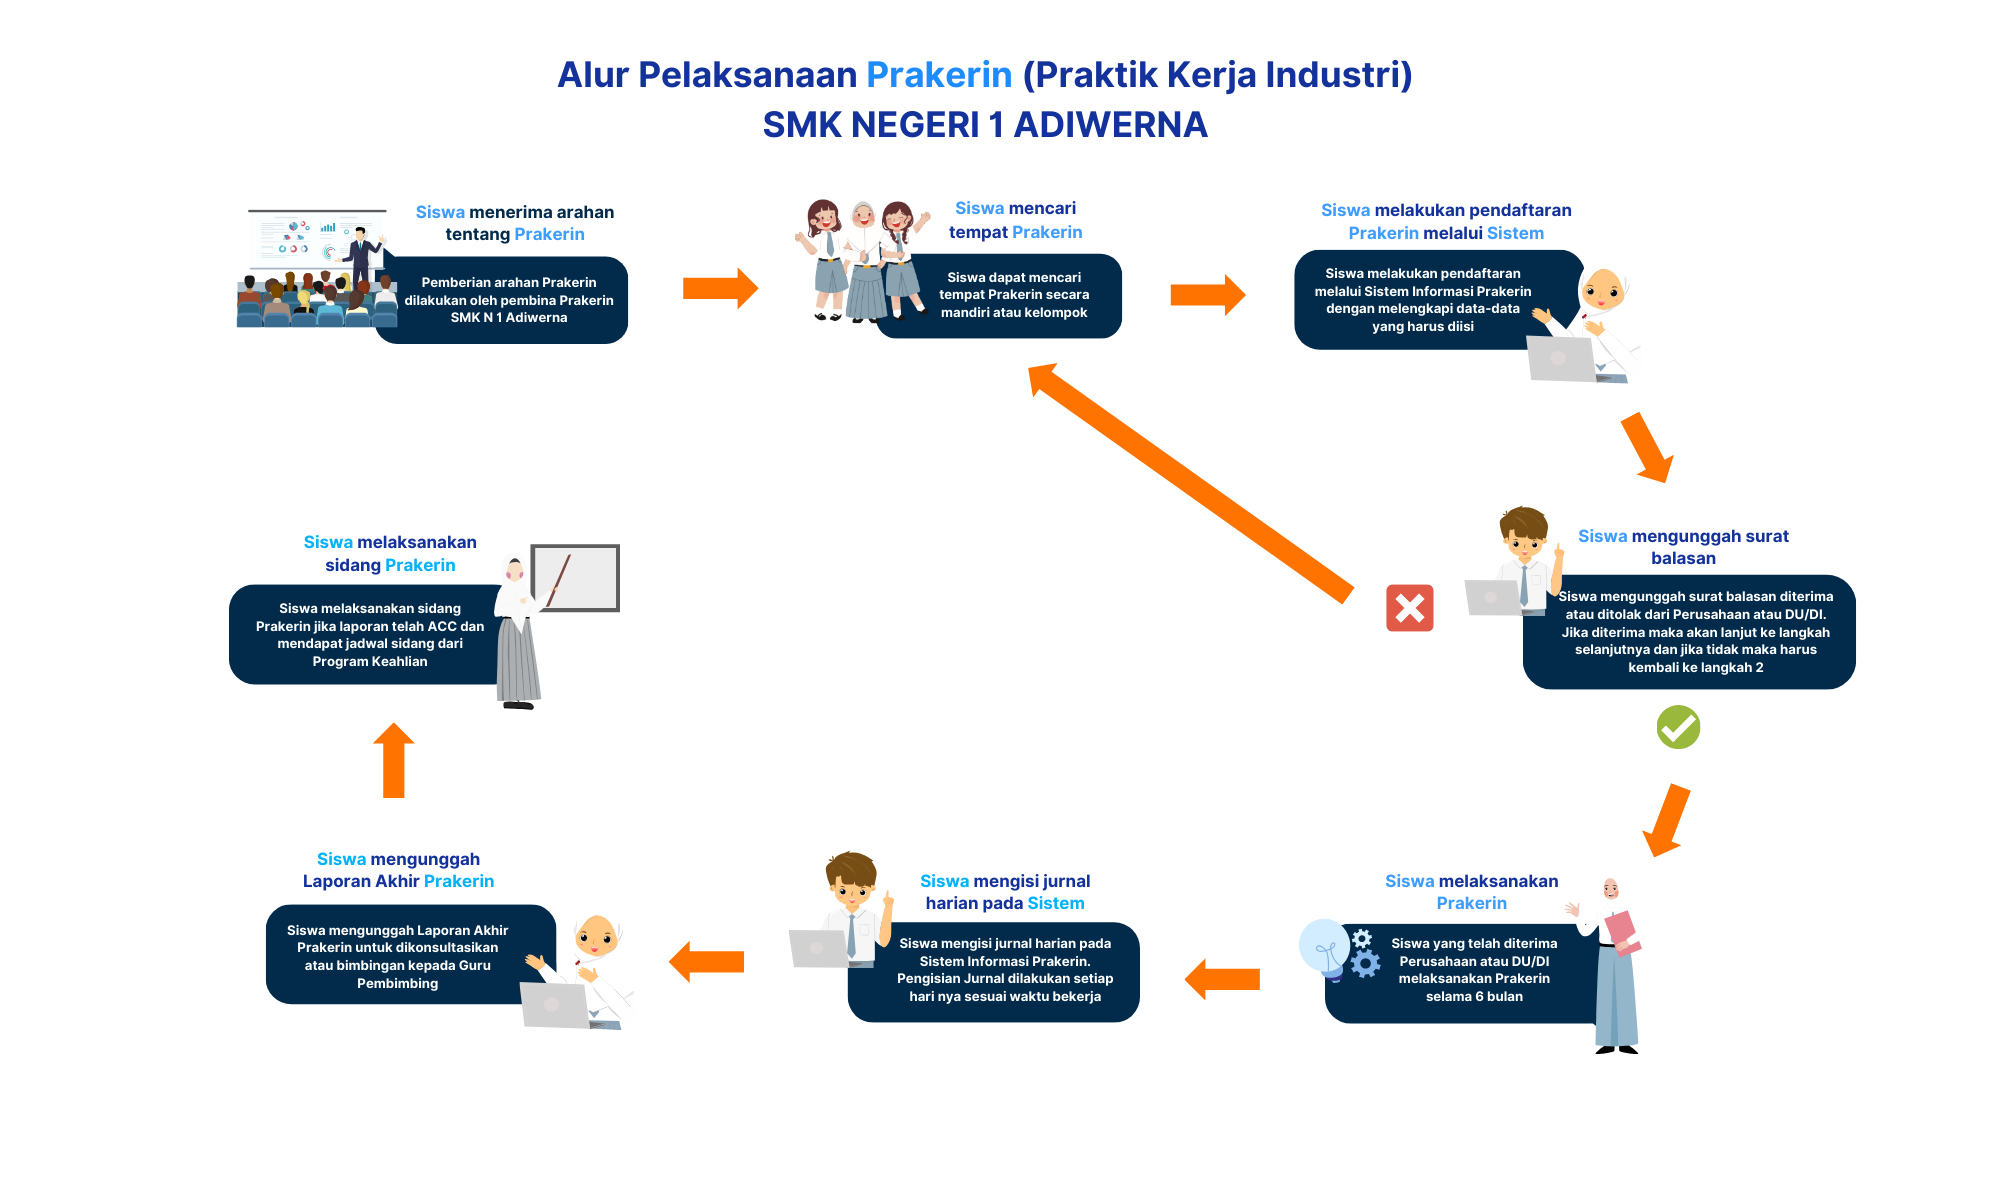 Alur Pelaksanaan Prakerin (Praktik Kerja Industri)
SMK NEGERI 1 ADIWERNA
Siswa menerima arahan
tentang Prakerin
Pemberian arahan Prakerin
dilakukan oleh pembina Prakerin
SMK N 1 Adiwerna
Siswa mencari
tempat Prakerin
Siswa dapat mencari
tempat Prakerin secara
mandiri atau kelompok
Siswa melakukan pendaftaran
Prakerin melalui Sistem
Siswa melakukan pendaftaran
melalui Sistem Informasi Prakerin
dengan melengkapi data-data
yang harus diisi
Siswa mengunggah surat
balasan
Siswa mengunggah surat balasan diterima
atau ditolak dari Perusahaan atau DU/DI.
Jika diterima maka akan lanjut ke langkah
selanjutnya dan jika tidak maka harus
kembali ke langkah 2
Siswa melaksanakan
Prakerin
Siswa yang telah diterima
Perusahaan atau DU/DI
melaksanakan Prakerin
selama 6 bulan
Siswa mengisi jurnal
harian pada Sistem
Siswa mengisi jurnal harian pada
Sistem Informasi Prakerin.
Pengisian Jurnal dilakukan setiap
hari nya sesuai waktu bekerja
Siswa mengunggah
Laporan Akhir Prakerin
Siswa mengunggah Laporan Akhir
Prakerin untuk dikonsultasikan
atau bimbingan kepada Guru
Pembimbing
Siswa melaksanakan
sidang Prakerin
Siswa melaksanakan sidang
Prakerin jika laporan telah ACC dan
mendapat jadwal sidang dari
Program Keahlian